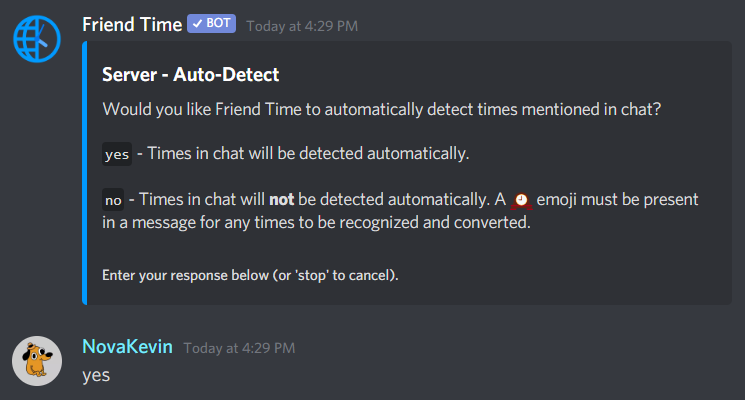 Friend Time ✓ BOT Today at 4:29 PM
Server - Auto-Detect
Would you like Friend Time to automatically detect times mentioned in chat?
yes - Times in chat will be detected automatically.
no - Times in chat will not be detected automatically. A 🕘 emoji must be present
in a message for any times to be recognized and converted.
Enter your response below (or 'stop' to cancel).
NovaKevin Today at 4:29 PM
yes